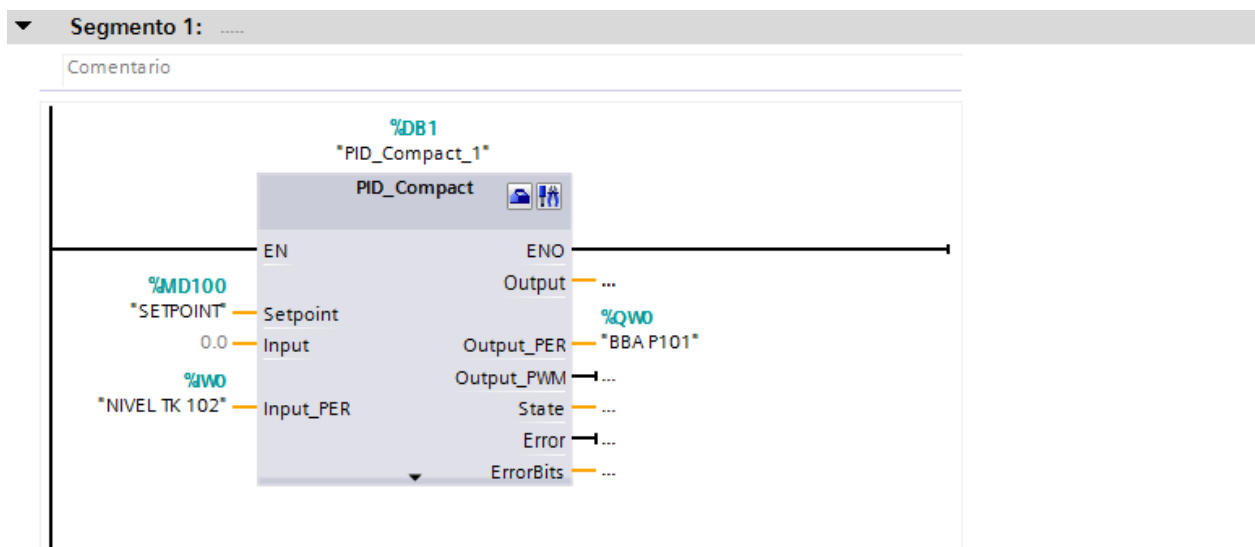 Segmento 1: .....
Comentario
%DB1
"PID_Compact_1"
PID_Compact
EN ENO
Output ...
%MD100
"SETPOINT" Setpoint
%QW0
0.0 Input Output_PER "BBA P101"
Output_PWM ...
%IW0
"NIVEL TK 102" Input_PER State ...
Error ...
ErrorBits ...